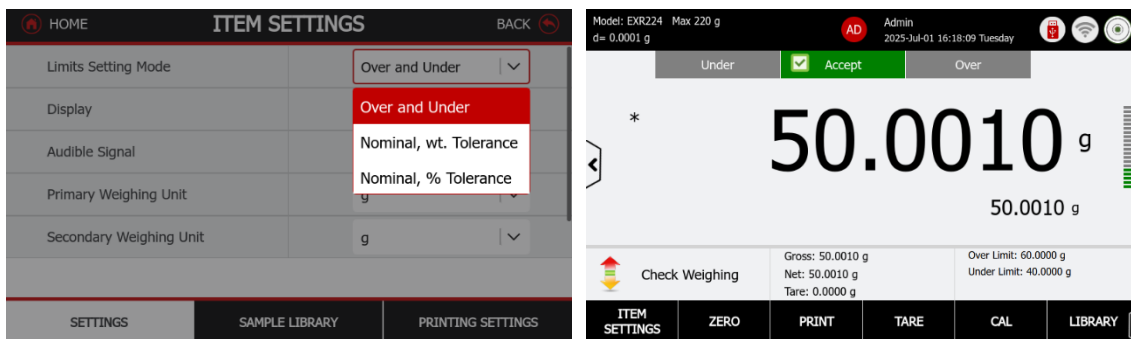 HOME ITEM SETTINGS BACK
Limits Setting Mode Over and Under
Display
Over and Under
Audible Signal
Nominal, wt. Tolerance
Nominal, % Tolerance
Primary Weighing Unit g
Secondary Weighing Unit g
SETTINGS SAMPLE LIBRARY PRINTING SETTINGS
Model: EXR224 Max 220 g
d= 0.0001 g
AD
Admin
2025-Jul-01 16:18:09 Tuesday
Under Accept Over
* 50.0010 g
50.0010 g
Check Weighing
Gross: 50.0010 g
Net: 50.0010 g
Tare: 0.0000 g
Over Limit: 60.0000 g
Under Limit: 40.0000 g
ITEM SETTINGS ZERO PRINT TARE CAL LIBRARY